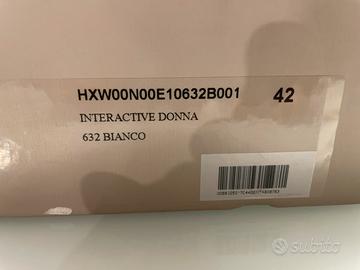 HXW00N00E10632B001 42
INTERACTIVE DONNA
632 BIANCO
subito